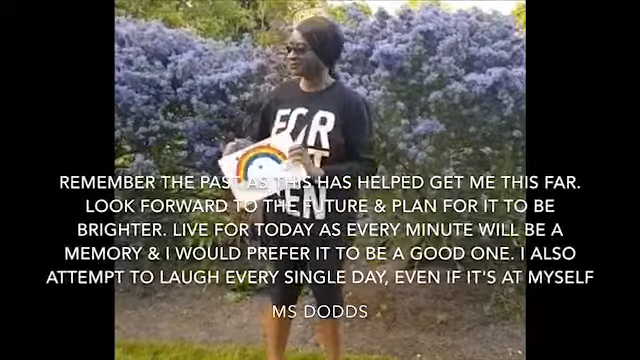 FOR
REMEMBER THE PAST AS THIS HAS HELPED GET ME THIS FAR.
LOOK FORWARD TO THE FUTURE & PLAN FOR IT TO BE
BRIGHTER. LIVE FOR TODAY AS EVERY MINUTE WILL BE A
MEMORY & I WOULD PREFER IT TO BE A GOOD ONE. I ALSO
ATTEMPT TO LAUGH EVERY SINGLE DAY, EVEN IF IT'S AT MYSELF
MS DODDS